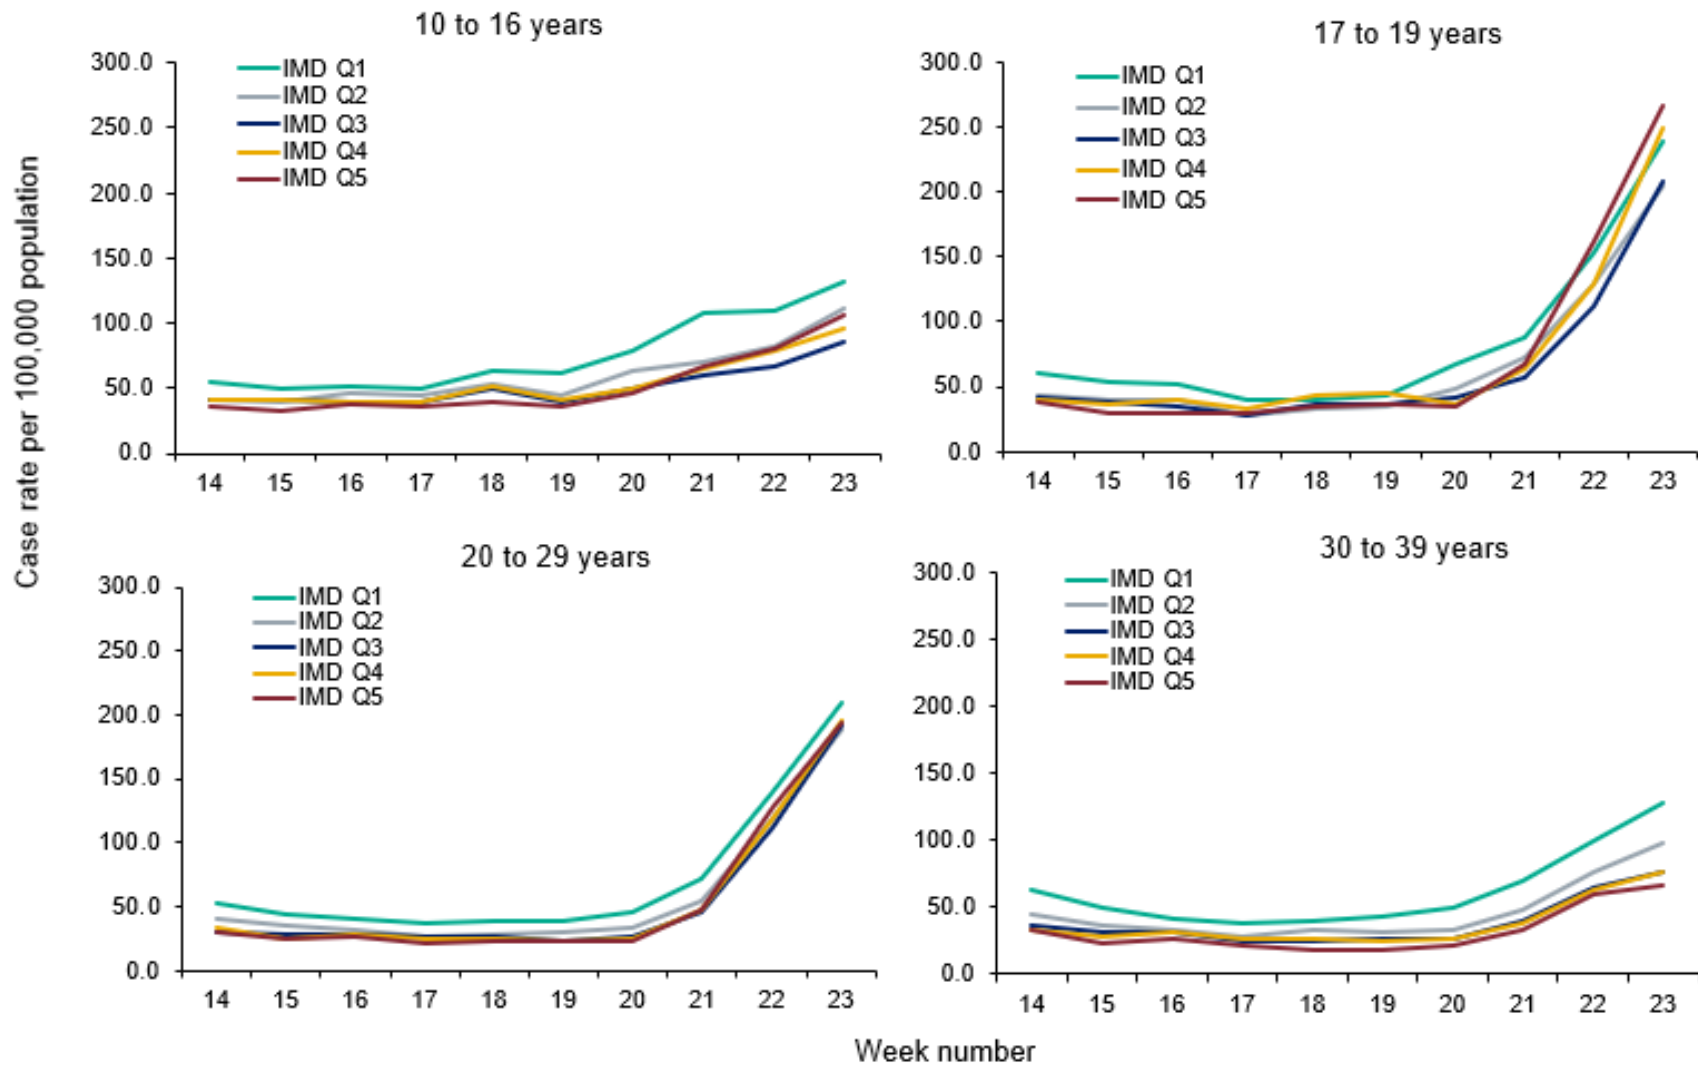 10 to 16 years
300.0
250.0
200.0
150.0
100.0
50.0
0.0
IMD Q1
IMD Q2
IMD Q3
IMD Q4
IMD Q5
14 15 16 17 18 19 20 21 22 23
17 to 19 years
300.0
250.0
200.0
150.0
100.0
50.0
0.0
IMD Q1
IMD Q2
IMD Q3
IMD Q4
IMD Q5
14 15 16 17 18 19 20 21 22 23
Case rate per 100,000 population
20 to 29 years
300.0
250.0
200.0
150.0
100.0
50.0
0.0
IMD Q1
IMD Q2
IMD Q3
IMD Q4
IMD Q5
14 15 16 17 18 19 20 21 22 23
30 to 39 years
300.0
250.0
200.0
150.0
100.0
50.0
0.0
IMD Q1
IMD Q2
IMD Q3
IMD Q4
IMD Q5
14 15 16 17 18 19 20 21 22 23
Week number